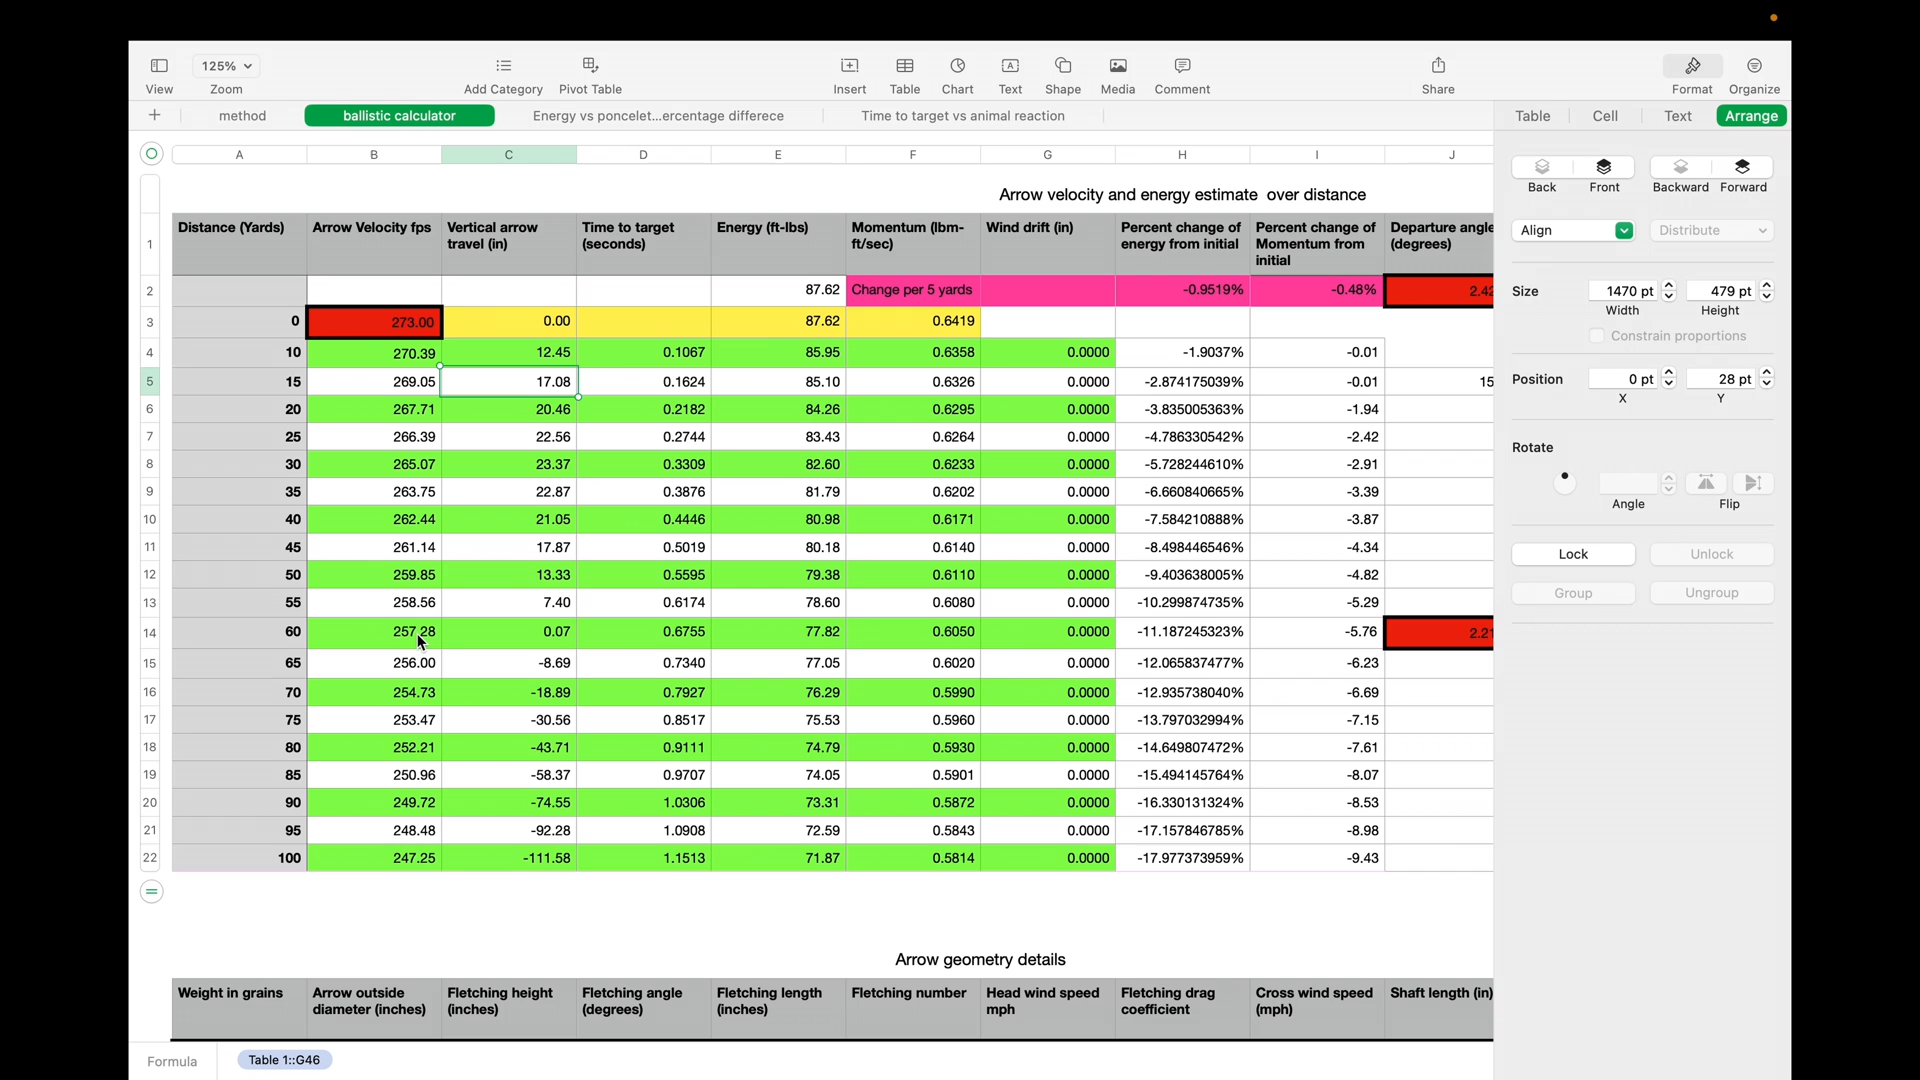 125%
View Zoom Add Category Pivot Table Insert Table Chart Text Shape Media Comment Share Format Organize
method ballistic calculator Energy vs poncelet...ercentage differece Time to target vs animal reaction Table Cell Text Arrange
A B C D E F G H I J
Arrow velocity and energy estimate over distance
1 Distance (Yards) Arrow Velocity fps Vertical arrow travel (in) Time to target (seconds) Energy (ft-lbs) Momentum (lbm-ft/sec) Wind drift (in) Percent change of energy from initial Percent change of Momentum from initial Departure angle (degrees)
2 87.62 Change per 5 yards -0.9519% -0.48% 2.42
3 0 273.00 0.00 87.62 0.6419
4 10 270.39 12.45 0.1067 85.95 0.6358 0.0000 -1.9037% -0.01
5 15 269.05 17.08 0.1624 85.10 0.6326 0.0000 -2.874175039% -0.01 15
6 20 267.71 20.46 0.2182 84.26 0.6295 0.0000 -3.835005363% -1.94
7 25 266.39 22.56 0.2744 83.43 0.6264 0.0000 -4.786330542% -2.42
8 30 265.07 23.37 0.3309 82.60 0.6233 0.0000 -5.728244610% -2.91
9 35 263.75 22.87 0.3876 81.79 0.6202 0.0000 -6.660840665% -3.39
10 40 262.44 21.05 0.4446 80.98 0.6171 0.0000 -7.584210888% -3.87
11 45 261.14 17.87 0.5019 80.18 0.6140 0.0000 -8.498446546% -4.34
12 50 259.85 13.33 0.5595 79.38 0.6110 0.0000 -9.403638005% -4.82
13 55 258.56 7.40 0.6174 78.60 0.6080 0.0000 -10.299874735% -5.29
14 60 257.28 0.07 0.6755 77.82 0.6050 0.0000 -11.187245323% -5.76 2.21
15 65 256.00 -8.69 0.7340 77.05 0.6020 0.0000 -12.065837477% -6.23
16 70 254.73 -18.89 0.7927 76.29 0.5990 0.0000 -12.935738040% -6.69
17 75 253.47 -30.56 0.8517 75.53 0.5960 0.0000 -13.797032994% -7.15
18 80 252.21 -43.71 0.9111 74.79 0.5930 0.0000 -14.649807472% -7.61
19 85 250.96 -58.37 0.9707 74.05 0.5901 0.0000 -15.494145764% -8.07
20 90 249.72 -74.55 1.0306 73.31 0.5872 0.0000 -16.330131324% -8.53
21 95 248.48 -92.28 1.0908 72.59 0.5843 0.0000 -17.157846785% -8.98
22 100 247.25 -111.58 1.1513 71.87 0.5814 0.0000 -17.977373959% -9.43
Arrow geometry details
Weight in grains Arrow outside diameter (inches) Fletching height (inches) Fletching angle (degrees) Fletching length (inches) Fletching number Head wind speed mph Fletching drag coefficient Cross wind speed (mph) Shaft length (in)
Formula Table 1::G46
Back Front Backward Forward
Align Distribute
Size 1470 pt 479 pt
Width Height
Constrain proportions
Position 0 pt 28 pt
X Y
Rotate
Angle Flip
Lock Unlock
Group Ungroup